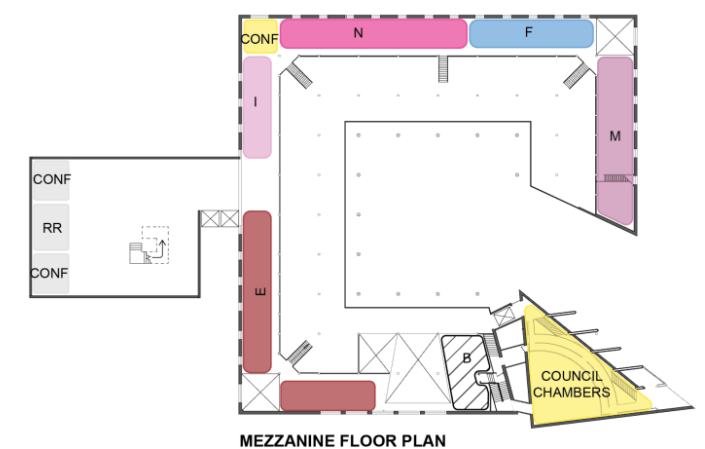 CONF
N
F
I
M
CONF
RR
CONF
E
B
COUNCIL
CHAMBERS
MEZZANINE FLOOR PLAN